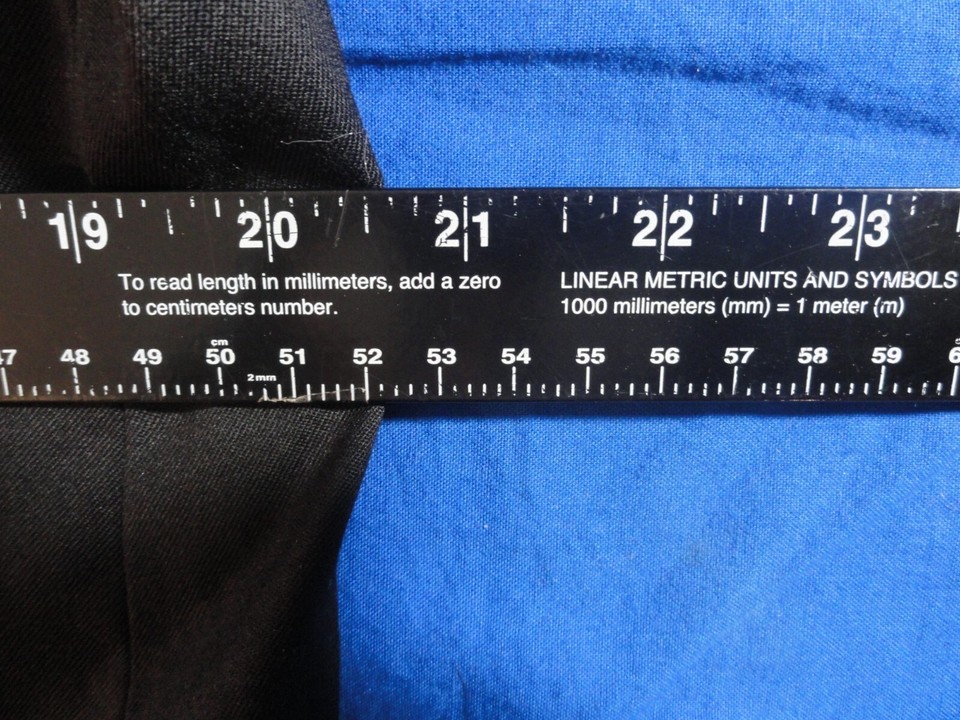 19 20 21 22 23
To read length in millimeters, add a zero
to centimeters number.
LINEAR METRIC UNITS AND SYMBOLS
1000 millimeters (mm) = 1 meter (m)
cm
48 49 50 51 52 53 54 55 56 57 58 59
2mm